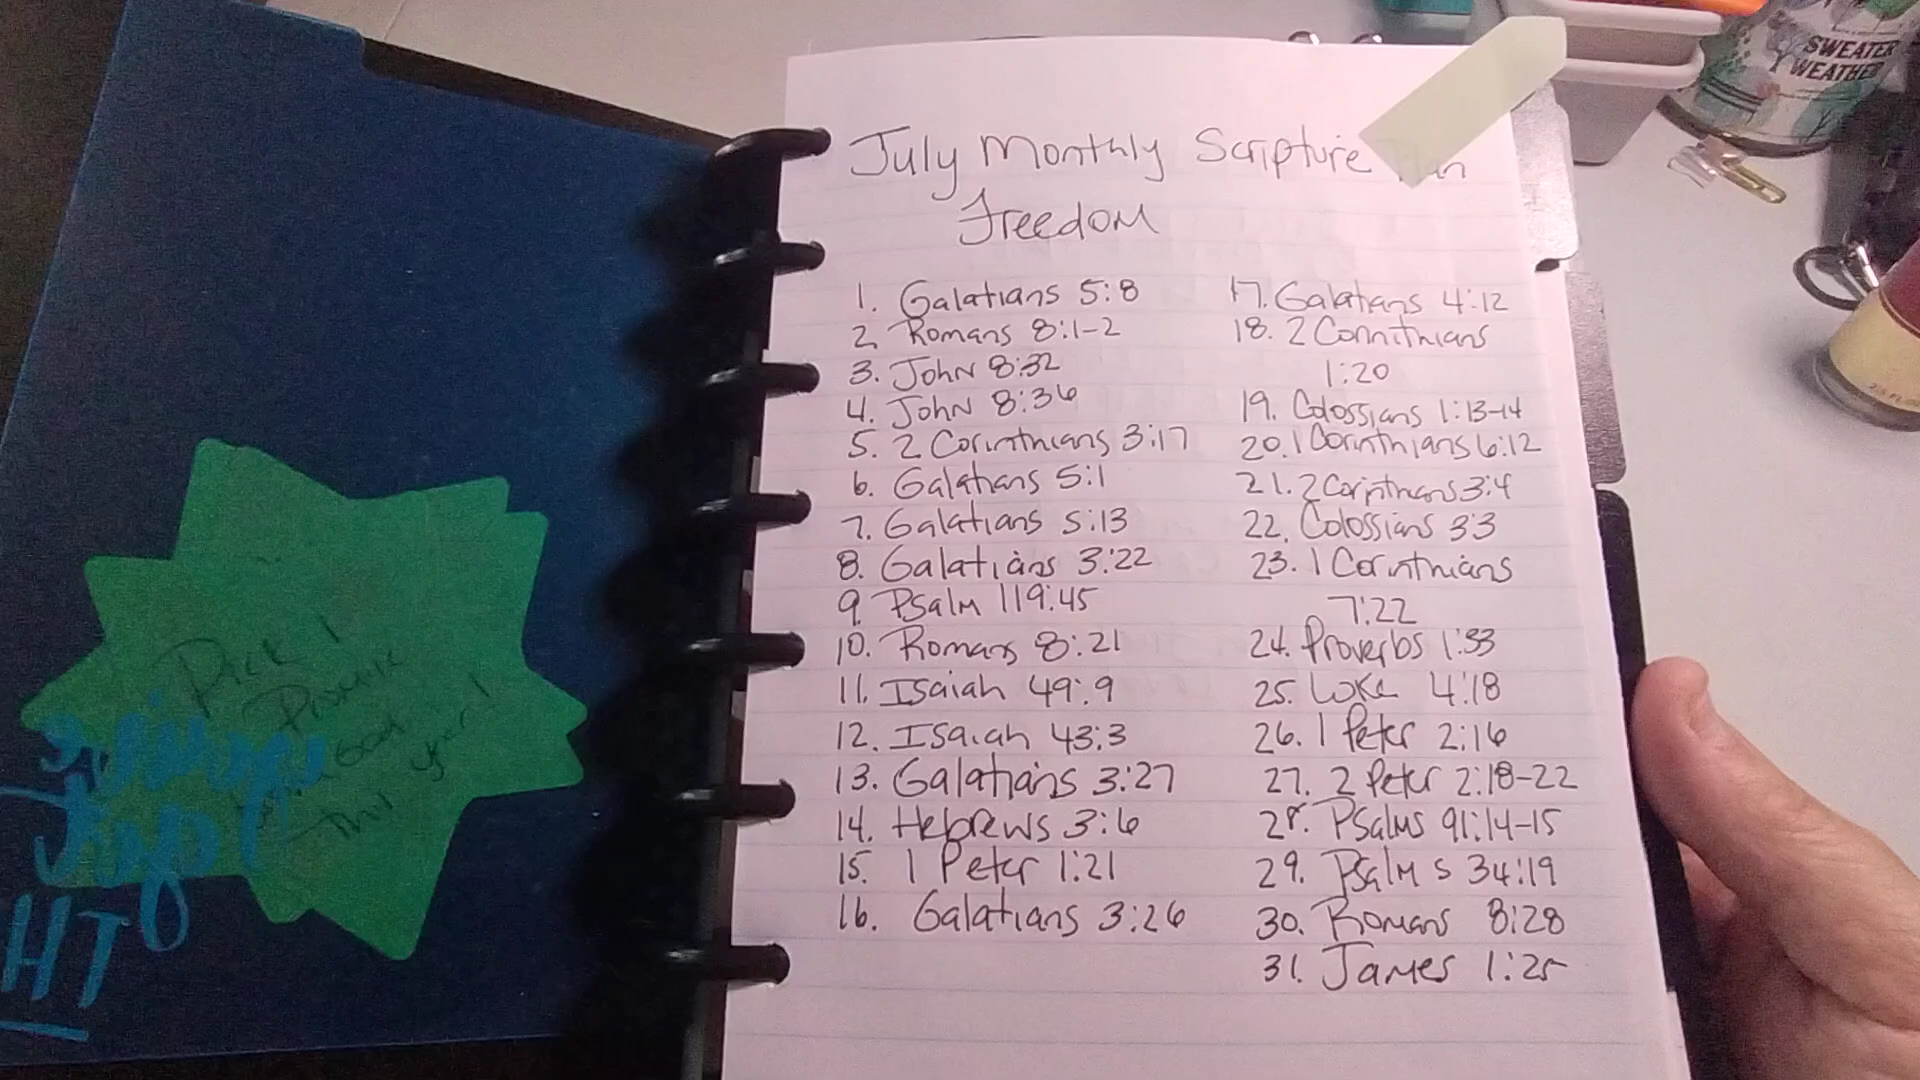 July Monthly Scripture Plan
Freedom
1. Galatians 5:8
2 Romans 8:1-2
3. John 8:32
4. John 8:36
5. 2 Corinthians 3:17
6. Galatians 5:1
7. Galatians 5:13
8. Galatians 3:22
9. Psalm 119:45
10. Romans 8:21
11. Isaiah 49:9
12. Isaiah 43:3
13. Galatians 3:27
14. Hebrews 3:6
15. 1 Peter 1:21
16. Galatians 3:26
17. Galatians 4:12
18. 2 Corinthians
1:20
19. Colossians 1:13-14
20. 1 Corinthians 6:12
21. 2 Corinthians 3:4
22. Colossians 3:3
23. 1 Corinthians
7:22
24. Proverbs 1:33
25. Luke 4:18
26. 1 Peter 2:16
27. 2 Peter 2:18-22
28. Psalms 91:14-15
29. Psalms 34:19
30. Romans 8:28
31. James 1:25
Pick 1
Promise
God
this year!
HT
SWEATER
WEATHER